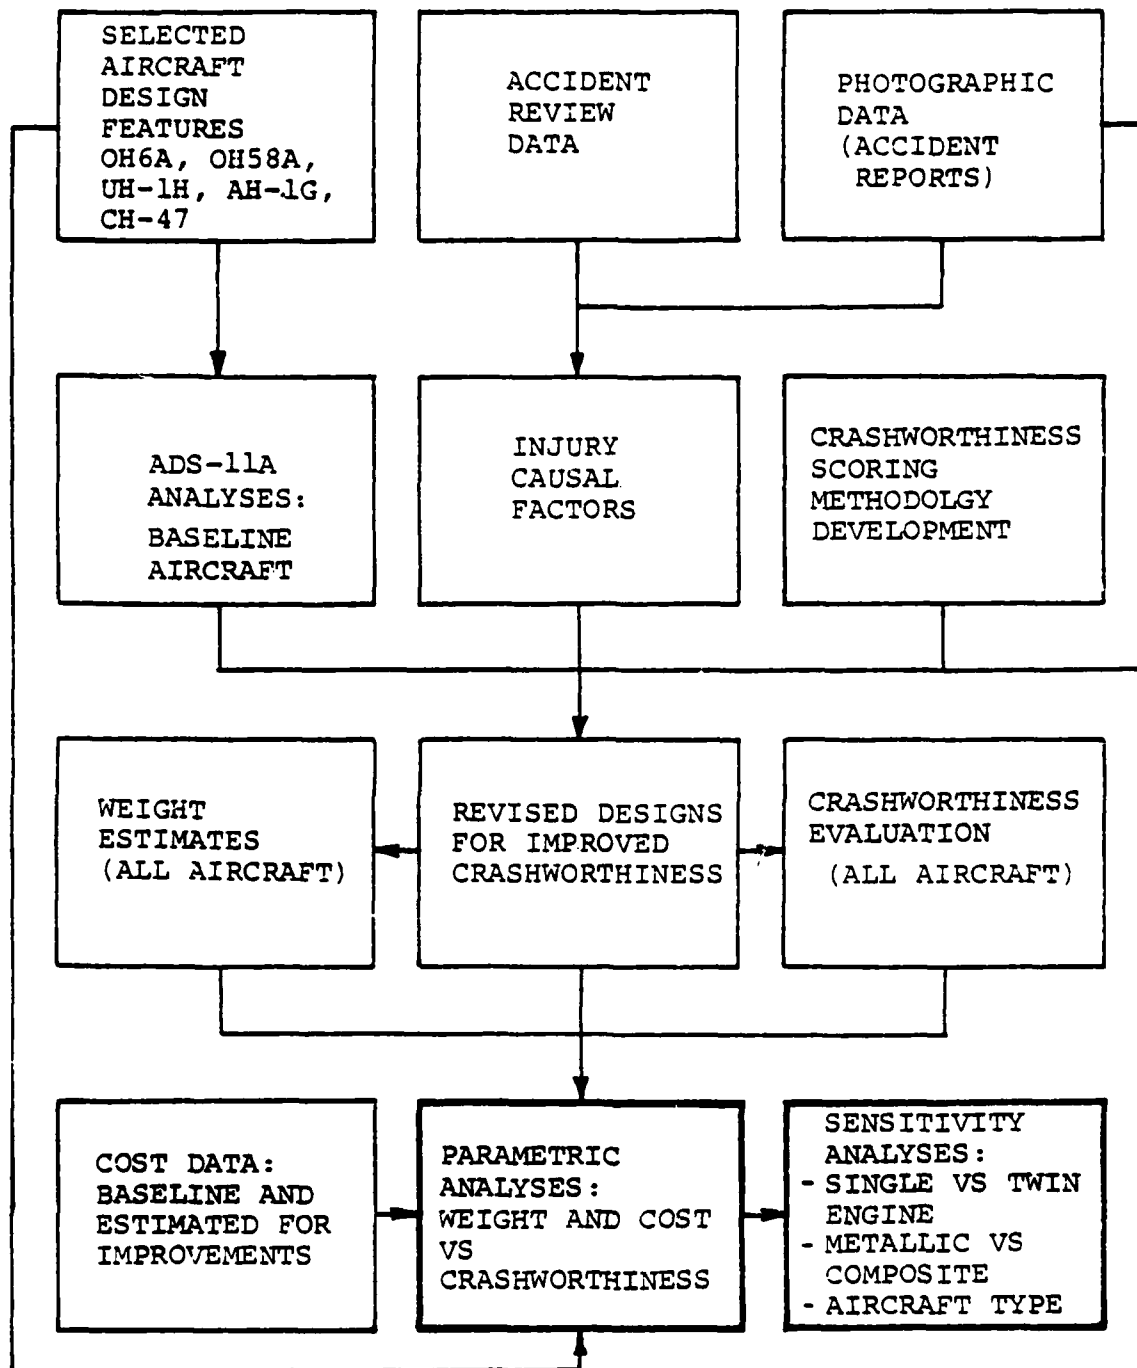 SELECTED
AIRCRAFT
DESIGN
FEATURES
OH6A, OH58A,
UH-1H, AH-1G,
CH-47
ACCIDENT
REVIEW
DATA
PHOTOGRAPHIC
DATA
(ACCIDENT
REPORTS)
ADS-11A
ANALYSES:
BASELINE
AIRCRAFT
INJURY
CAUSAL
FACTORS
CRASHWORTHINESS
SCORING
METHODOLGY
DEVELOPMENT
WEIGHT
ESTIMATES
(ALL AIRCRAFT)
REVISED DESIGNS
FOR IMPROVED
CRASHWORTHINESS
CRASHWORTHINESS
EVALUATION
(ALL AIRCRAFT)
COST DATA:
BASELINE AND
ESTIMATED FOR
IMPROVEMENTS
PARAMETRIC
ANALYSES:
WEIGHT AND COST
VS
CRASHWORTHINESS
SENSITIVITY
ANALYSES:
- SINGLE VS TWIN
ENGINE
- METALLIC VS
COMPOSITE
- AIRCRAFT TYPE